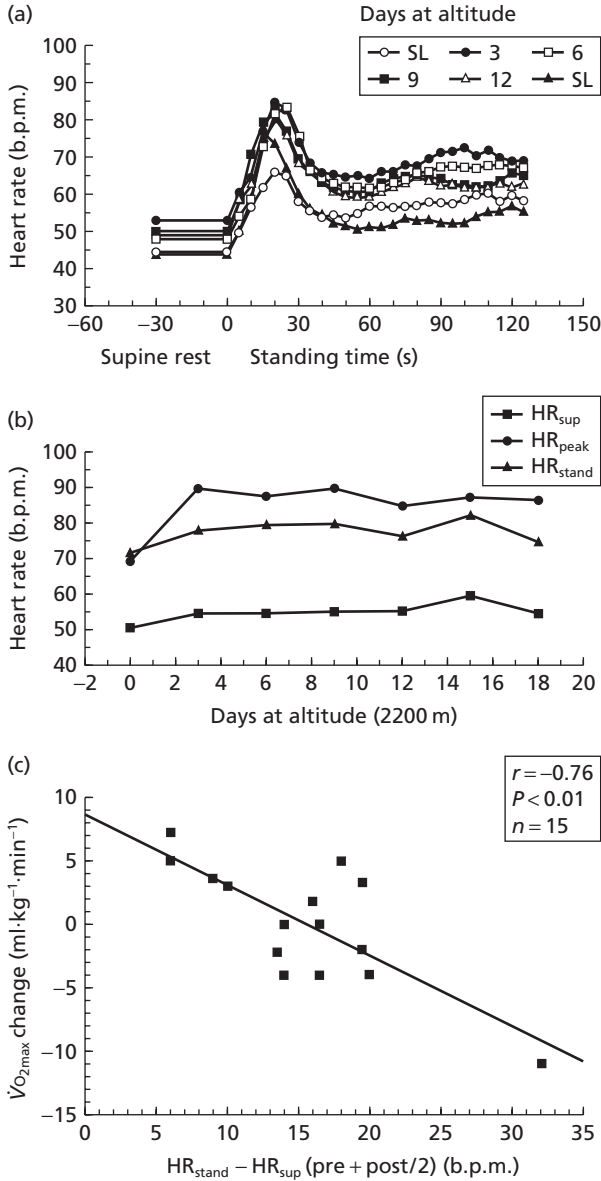 (a)
Days at altitude
SL 3 6
9 12 SL
Heart rate (b.p.m.)
100
90
80
70
60
50
40
30
−60 −30 0 30 60 90 120 150
Supine rest Standing time (s)
(b)
HRsup
HRpeak
HRstand
Heart rate (b.p.m.)
100
90
80
70
60
50
40
−2 0 2 4 6 8 10 12 14 16 18 20
Days at altitude (2200 m)
(c)
r = −0.76
P < 0.01
n = 15
V̇O2max change (ml·kg⁻¹·min⁻¹)
10
5
0
−5
−10
−15
0 5 10 15 20 25 30 35
HRstand − HRsup (pre + post/2) (b.p.m.)